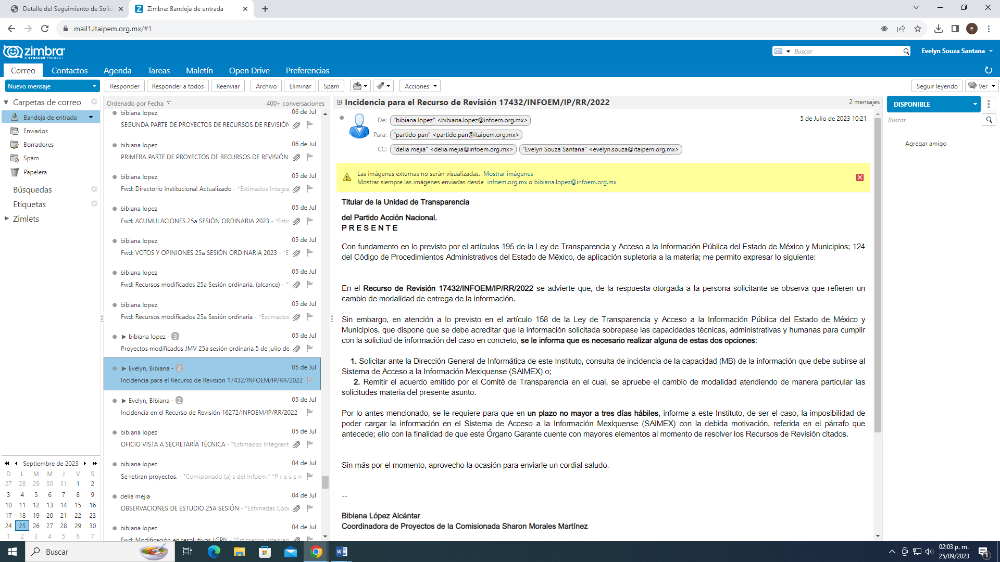 Detalle del Seguimiento de Solici
Zimbra: Bandeja de entrada
mail1.itaipem.org.mx/#1
e
zimbra
A SYNACOR PRODUCT
Buscar
Evelyn Souza Santana
Correo Contactos Agenda Tareas Maletín Open Drive Preferencias
Nuevo mensaje
Responder Responder a todos Reenviar Archivo Eliminar Spam Acciones
Seguir leyendo Ver
Carpetas de correo
Bandeja de entrada
Enviados
Borradores
Spam
Papelera
Búsquedas
Etiquetas
Zimlets
Septiembre de 2023
D L M M J V S
27 28 29 30 31 1 2
3 4 5 6 7 8 9
10 11 12 13 14 15 16
17 18 19 20 21 22 23
24 25 26 27 28 29 30
1 2 3 4 5 6 7
Ordenado por Fecha 400+ conversaciones
bibiana lopez 06 de Jul
SEGUNDA PARTE DE PROYECTOS DE RECURSOS DE REVISIÓN
bibiana lopez 06 de Jul
PRIMERA PARTE DE PROYECTOS DE RECURSOS DE REVISIÓN
bibiana lopez 05 de Jul
Fwd: Directorio Institucional Actualizado - *Estimados Integra
bibiana lopez 05 de Jul
Fwd: ACUMULACIONES 25a SESIÓN ORDINARIA 2023 - *Estir
bibiana lopez 05 de Jul
Fwd: VOTOS Y OPINIONES 25a SESIÓN ORDINARIA 2023 - *E
bibiana lopez 05 de Jul
Fwd: Recursos modificados 25a Sesión ordinaria. (alcance) - *
bibiana lopez 05 de Jul
Fwd: Recursos modificados 25a Sesión ordinaria - *Estimados
bibiana lopez - 3 05 de Jul
Proyectos modificados JMV 25a sesión ordinaria 5 de julio de
Evelyn, Bibiana - 2 05 de Jul
Incidencia para el Recurso de Revisión 17432/INFOEM/IP/RR/2022
Evelyn, Bibiana - 2 05 de Jul
Incidencia en el Recurso de Revisión 16272/INFOEM/IP/RR/2022 -
bibiana lopez 05 de Jul
OFICIO VISTA A SECRETARÍA TÉCNICA - *Estimados Integrant
bibiana lopez 04 de Jul
Se retiran proyectos. - *Comisionado (a) s del Infoem.* *P r e s e n
delia mejia 04 de Jul
OBSERVACIONES DE ESTUDIO 25A SESIÓN - *Estimadas Coor
bibiana lopez 04 de Jul
Fwd: Modificación en resolutivos LGPN - *Estimados Integran
Incidencia para el Recurso de Revisión 17432/INFOEM/IP/RR/2022 2 mensajes
De: "bibiana lopez" <bibiana.lopez@infoem.org.mx> 5 de Julio de 2023 10:21
Para: "partido pan" <partido.pan@itaipem.org.mx>
CC: "delia mejia" <delia.mejia@infoem.org.mx> "Evelyn Souza Santana" <evelyn.souza@itaipem.org.mx>
Las imágenes externas no serán visualizadas. Mostrar imágenes
Mostrar siempre las imágenes enviadas desde infoem.org.mx o bibiana.lopez@infoem.org.mx
Titular de la Unidad de Transparencia
del Partido Acción Nacional.
P R E S E N T E
Con fundamento en lo previsto por el artículos 195 de la Ley de Transparencia y Acceso a la Información Pública del Estado de México y Municipios; 124
del Código de Procedimientos Administrativos del Estado de México, de aplicación supletoria a la materia; me permito expresar lo siguiente:
En el Recurso de Revisión 17432/INFOEM/IP/RR/2022 se advierte que, de la respuesta otorgada a la persona solicitante se observa que refieren un
cambio de modalidad de entrega de la información.
Sin embargo, en atención a lo previsto en el artículo 158 de la Ley de Transparencia y Acceso a la Información Pública del Estado de México y
Municipios, que dispone que se debe acreditar que la información solicitada sobrepase las capacidades técnicas, administrativas y humanas para cumplir
con la solicitud de información del caso en concreto, se le informa que es necesario realizar alguna de estas dos opciones:
1. Solicitar ante la Dirección General de Informática de este Instituto, consulta de incidencia de la capacidad (MB) de la información que debe subirse al
Sistema de Acceso a la Información Mexiquense (SAIMEX) o;
2. Remitir el acuerdo emitido por el Comité de Transparencia en el cual, se apruebe el cambio de modalidad atendiendo de manera particular las
solicitudes materia del presente asunto.
Por lo antes mencionado, se le requiere para que en un plazo no mayor a tres días hábiles, informe a este Instituto, de ser el caso, la imposibilidad de
poder cargar la información en el Sistema de Acceso a la Información Mexiquense (SAIMEX) con la debida motivación, referida en el párrafo que
antecede; ello con la finalidad de que este Órgano Garante cuente con mayores elementos al momento de resolver los Recursos de Revisión citados.
Sin más por el momento, aprovecho la ocasión para enviarle un cordial saludo.
--
Bibiana López Alcántar
Coordinadora de Proyectos de la Comisionada Sharon Morales Martínez
DISPONIBLE
Buscar
Agregar amigo
Buscar
02:03 p. m.
25/09/2023
1